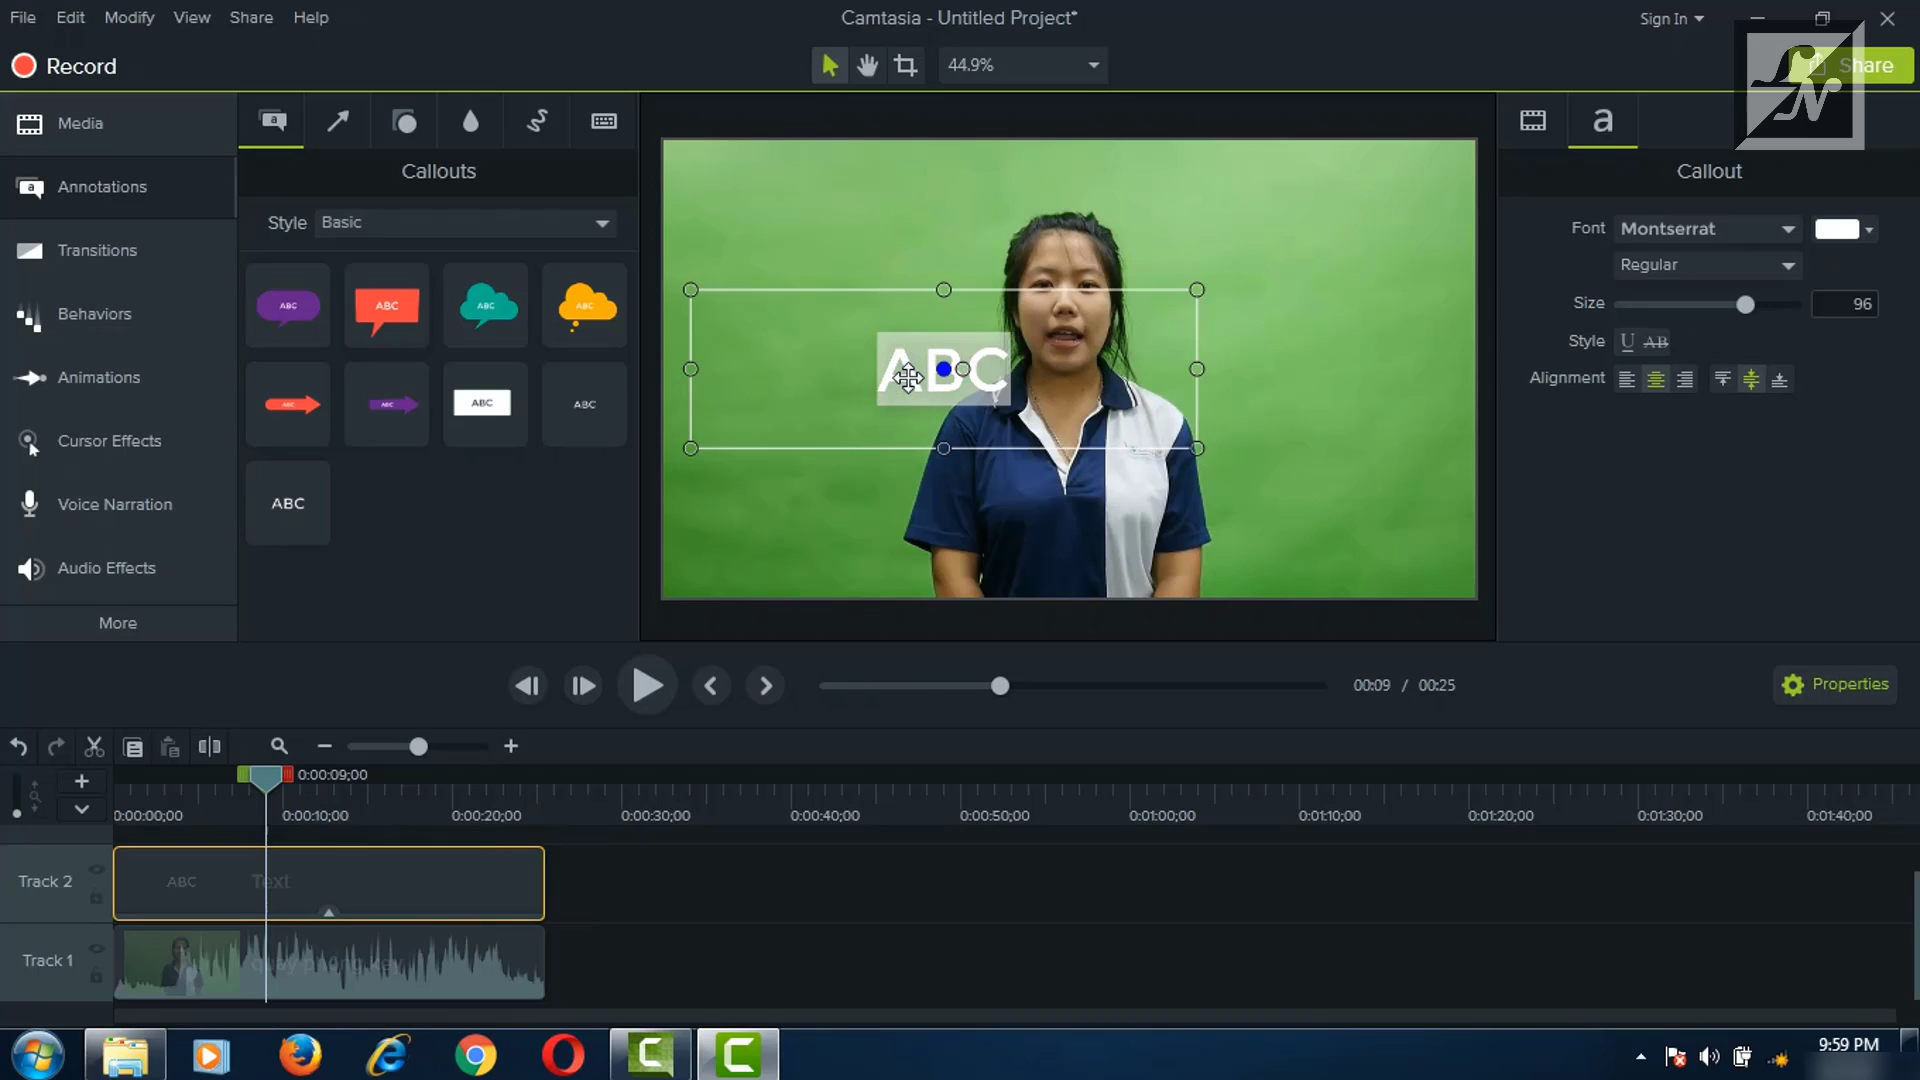 File Edit Modify View Share Help
Camtasia - Untitled Project*
Sign In
Record
44.9%
Share
Media
Annotations
Transitions
Behaviors
Animations
Cursor Effects
Voice Narration
Audio Effects
More
Callouts
Style Basic
ABC ABC ABC ABC
ABC ABC ABC ABC
ABC
ABC
a
Callout
Font Montserrat
Regular
Size 96
Style U AB
Alignment
00:09 / 00:25
Properties
0:00:09;00
0:00:00;00 0:00:10;00 0:00:20;00 0:00:30;00 0:00:40;00 0:00:50;00 0:01:00;00 0:01:10;00 0:01:20;00 0:01:30;00 0:01:40;00
Track 2 ABC Text
Track 1
9:59 PM